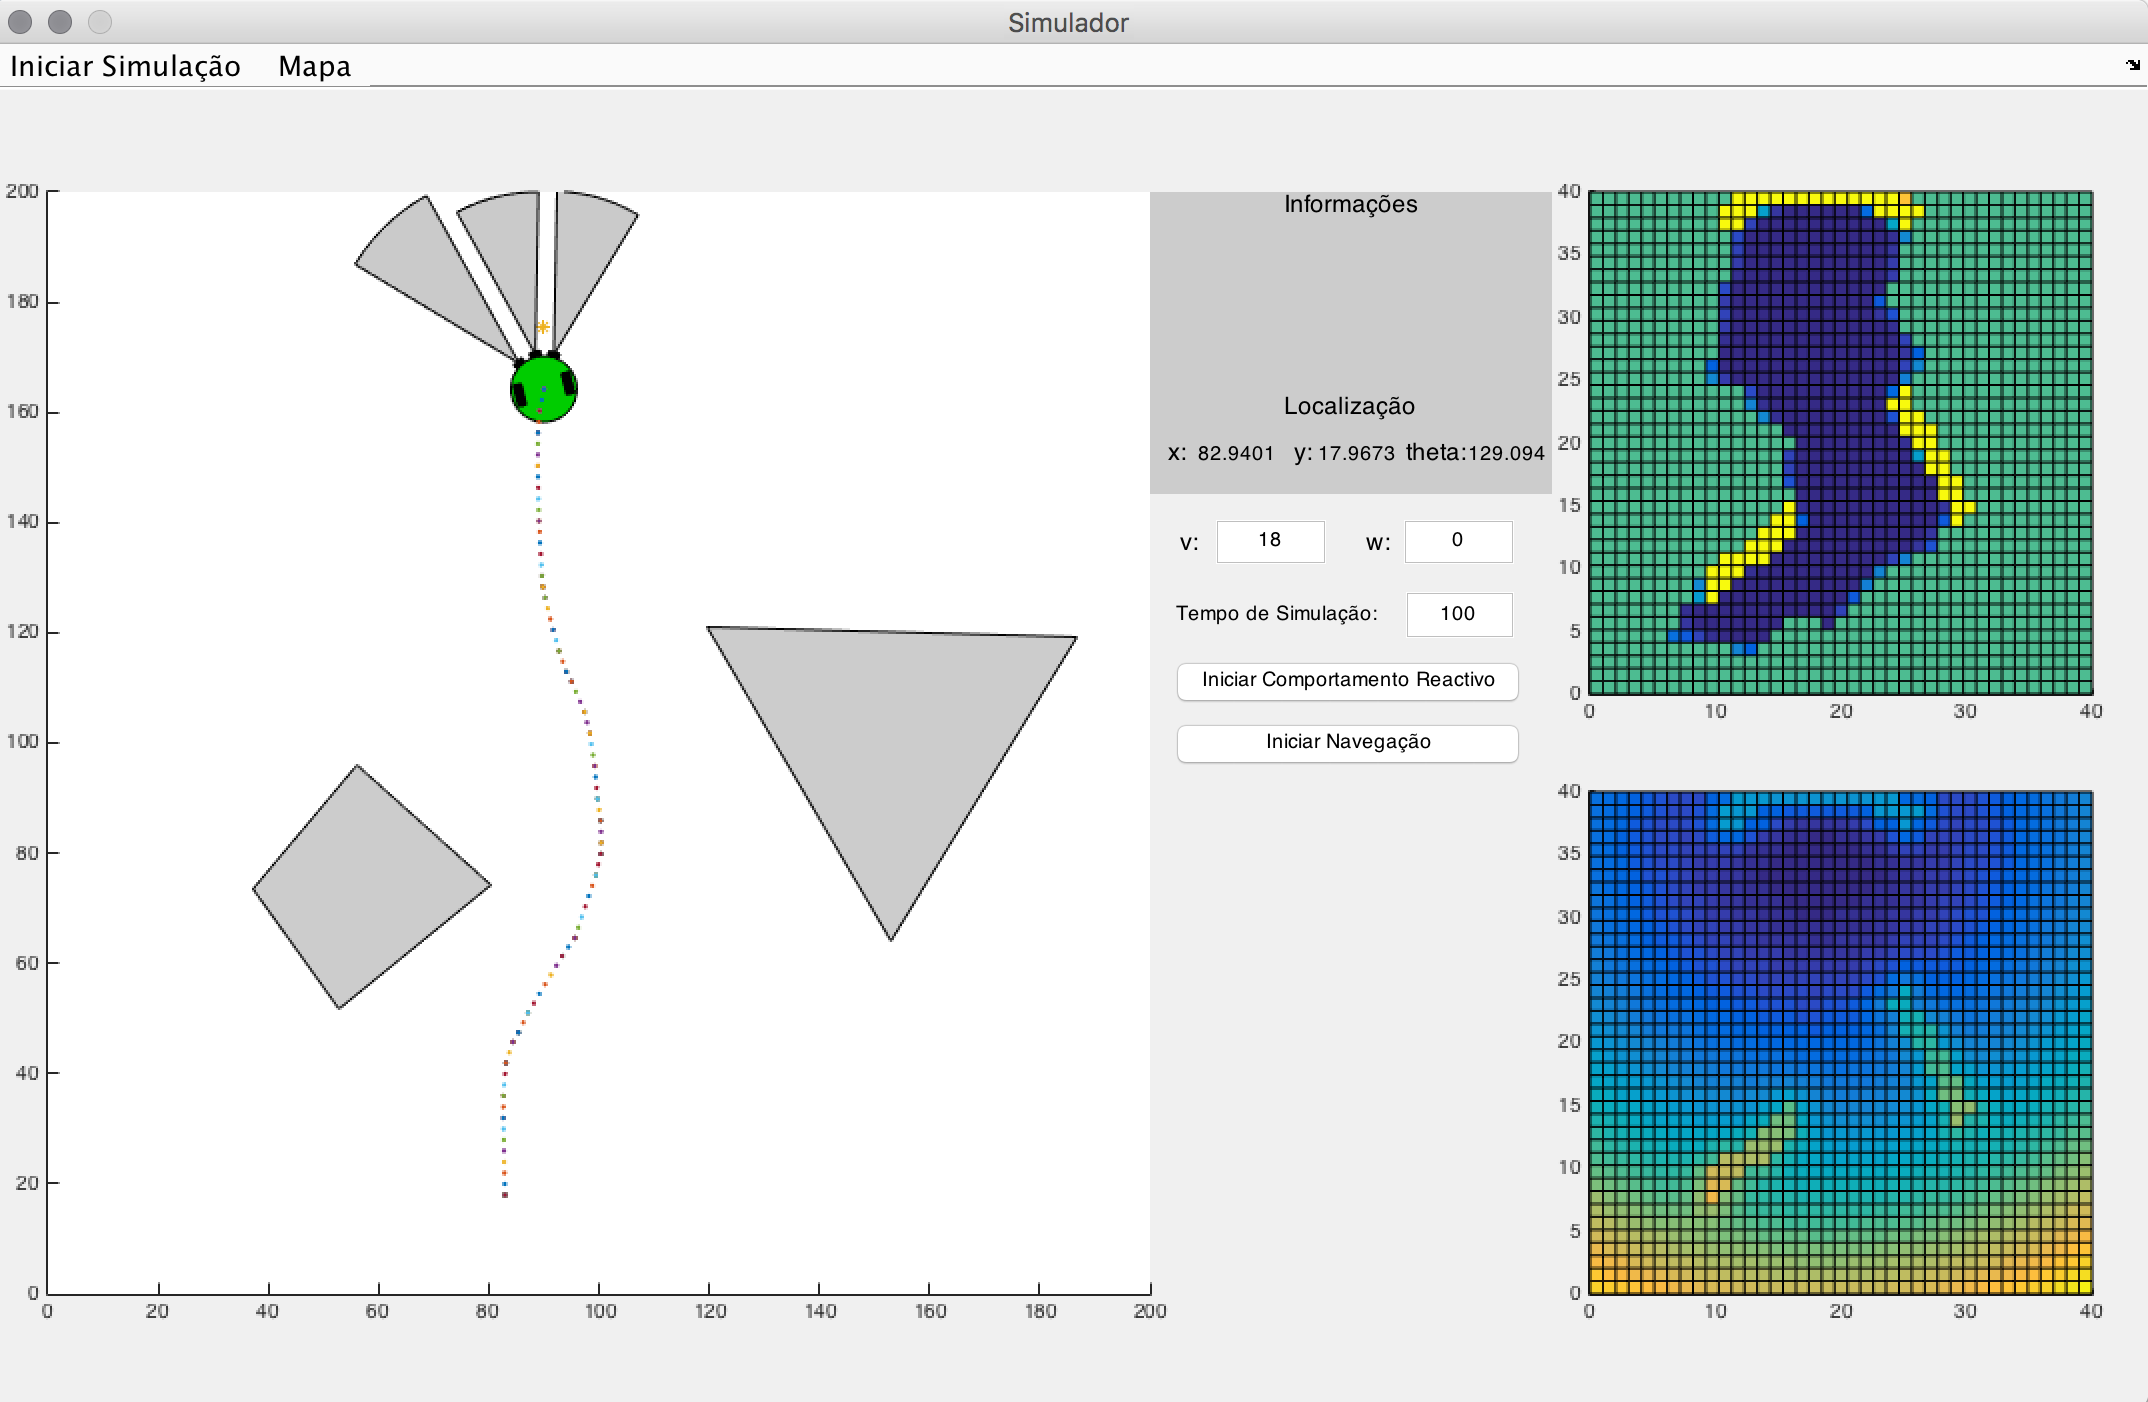 Simulador
Iniciar Simulação Mapa
200
180
160
140
120
100
80
60
40
20
0
0 20 40 60 80 100 120 140 160 180 200
Informações
Localização
x: 82.9401 y: 17.9673 theta: 129.094
v: 18 w: 0
Tempo de Simulação: 100
Iniciar Comportamento Reactivo
Iniciar Navegação
40
35
30
25
20
15
10
5
0
0 10 20 30 40
40
35
30
25
20
15
10
5
0
0 10 20 30 40